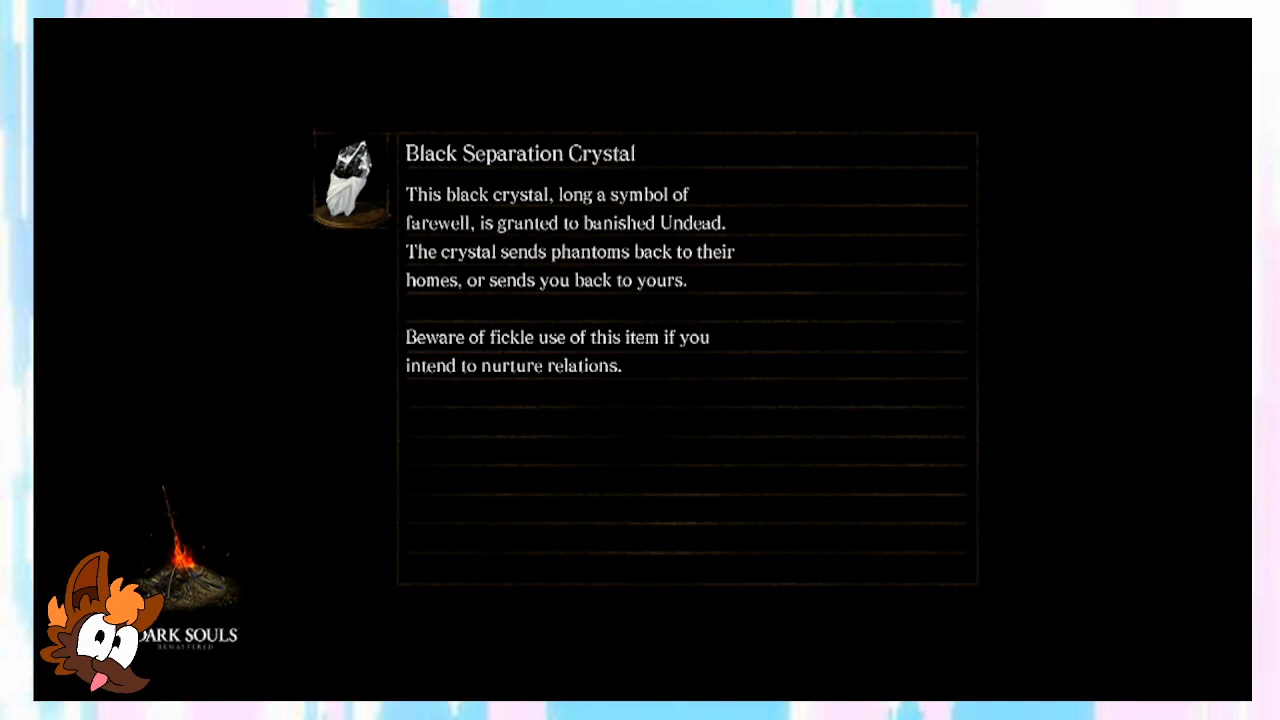 Black Separation Crystal
This black crystal, long a symbol of
farewell, is granted to banished Undead.
The crystal sends phantoms back to their
homes, or sends you back to yours.
Beware of fickle use of this item if you
intend to nurture relations.
DARK SOULS
REMASTERED